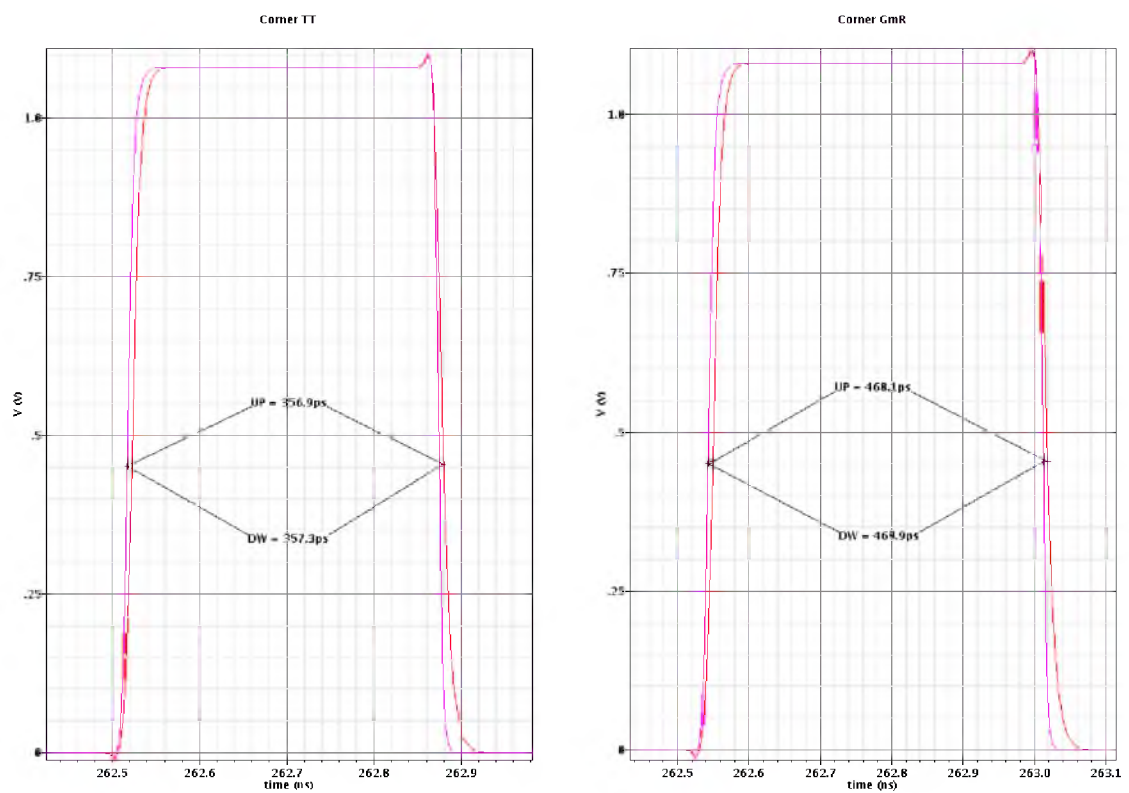 Corner TT
1.0
.75
V (V)
.5
.25
0
UP = 356.9ps
DW = 357.3ps
262.5 262.6 262.7 262.8 262.9
time (ns)
Corner GmR
1.0
.75
V (V)
.5
.25
0
UP = 468.1ps
DW = 468.9ps
262.5 262.6 262.7 262.8 262.9 263.0 263.1
time (ns)